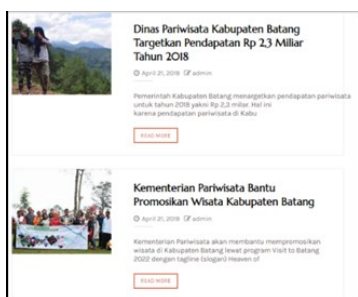 Dinas Pariwisata Kabupaten Batang
Targetkan Pendapatan Rp 2,3 Miliar
Tahun 2018
April 21, 2018 admin
Pemerintah Kabupaten Batang menargetkan pendapatan pariwisata
untuk tahun 2018 yakni Rp 2,3 miliar. Hal ini
karena pendapatan pariwisata di Kabu
READ MORE
Kementerian Pariwisata Bantu
Promosikan Wisata Kabupaten Batang
April 21, 2018 admin
Kementerian Pariwisata akan membantu mempromosikan
wisata di Kabupaten Batang lewat program Visit to Batang
2022 dengan tagline (slogan) Heaven of
READ MORE